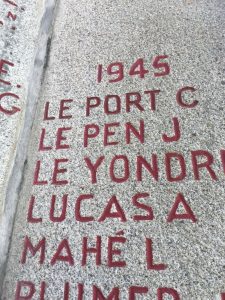 1945
LE PORT C
LE PEN J
LE YONDR
LUCAS A
MAHÉ L